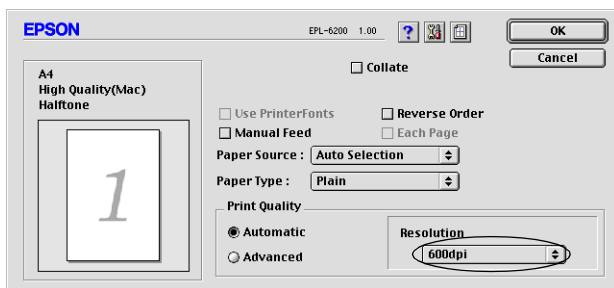 EPSON
EPL-6200 1.00
?
OK
Cancel
A4
High Quality(Mac)
Halftone
1
Collate
Use PrinterFonts
Reverse Order
Manual Feed
Each Page
Paper Source : Auto Selection
Paper Type : Plain
Print Quality
Automatic
Advanced
Resolution
600dpi